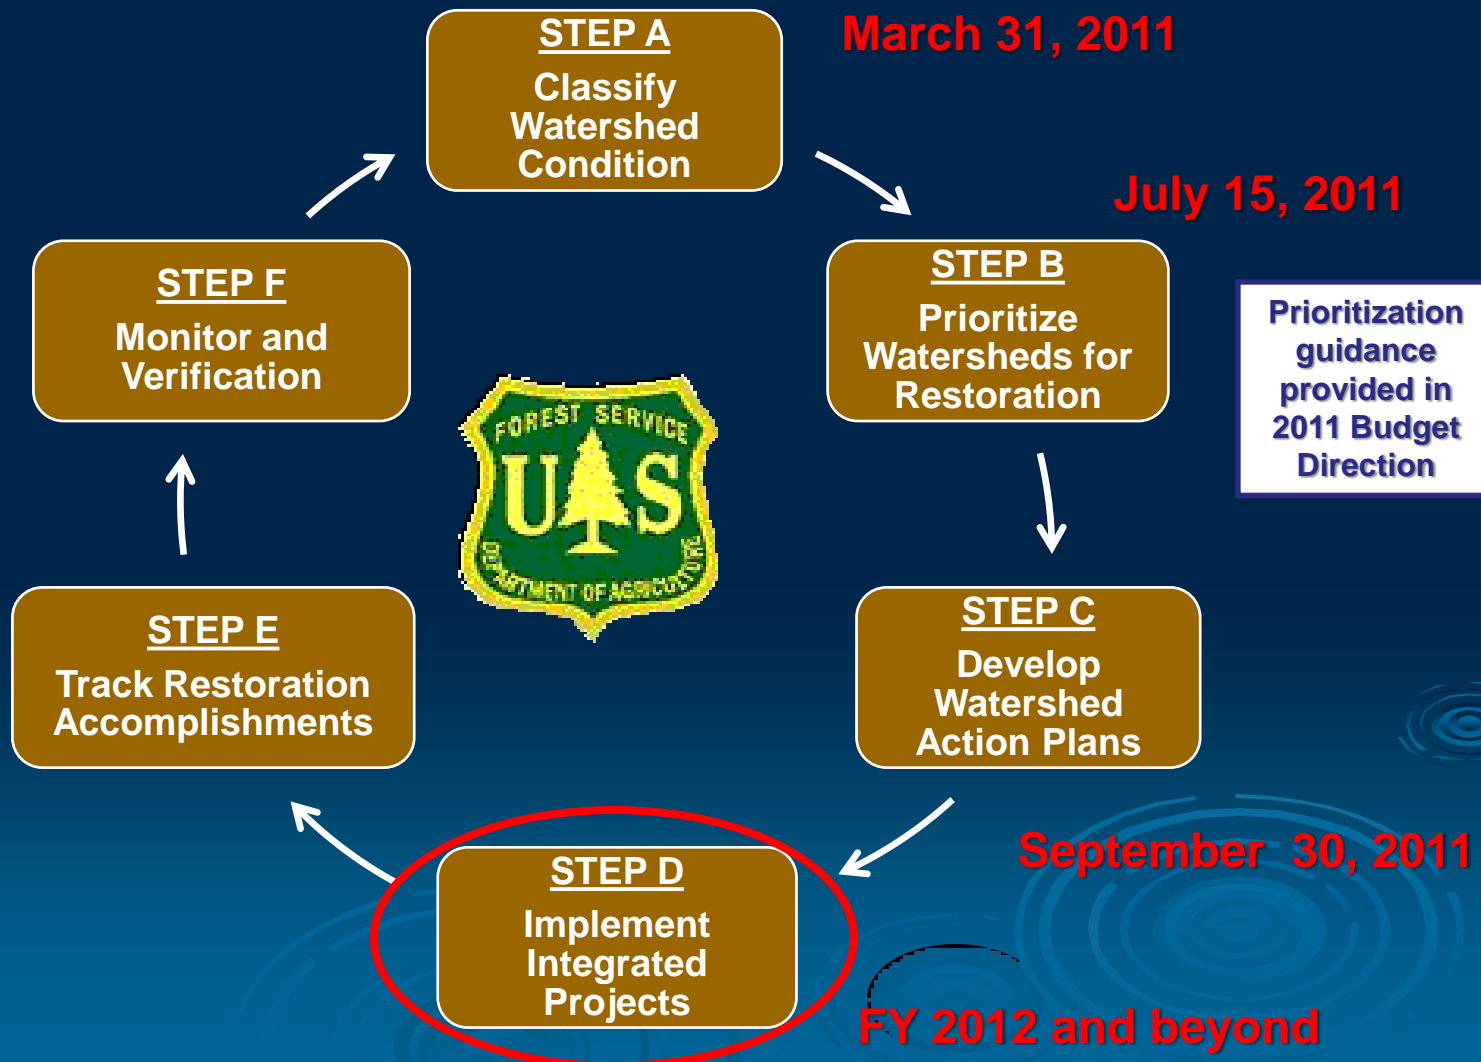 STEP A
Classify
Watershed
Condition
March 31, 2011
July 15, 2011
STEP B
Prioritize
Watersheds for
Restoration
Prioritization
guidance
provided in
2011 Budget
Direction
STEP C
Develop
Watershed
Action Plans
September  30, 2011
STEP D
Implement
Integrated
Projects
FY 2012 and beyond
STEP E
Track Restoration
Accomplishments
STEP F
Monitor and
Verification
FOREST SERVICE
U S
DEPARTMENT OF AGRICULTURE